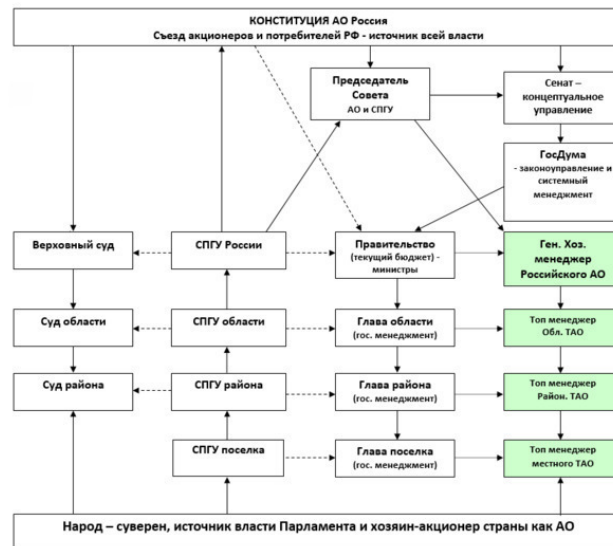 КОНСТИТУЦИЯ АО Россия
Съезд акционеров и потребителей РФ - источник всей власти
Председатель
Совета
АО и СПГУ
Сенат –
концептуальное
управление
ГосДума
- законоуправление и
системный
менеджмент
Верховный суд
СПГУ России
Правительство
(текущий бюджет) -
министры
Ген. Хоз.
менеджер
Российского АО
Суд области
СПГУ области
Глава области
(гос. менеджмент)
Топ менеджер
Обл. ТАО
Суд района
СПГУ района
Глава района
(гос. менеджмент)
Топ менеджер
Район. ТАО
СПГУ поселка
Глава поселка
(гос. менеджмент)
Топ менеджер
местного ТАО
Народ – суверен, источник власти Парламента и хозяин-акционер страны как АО